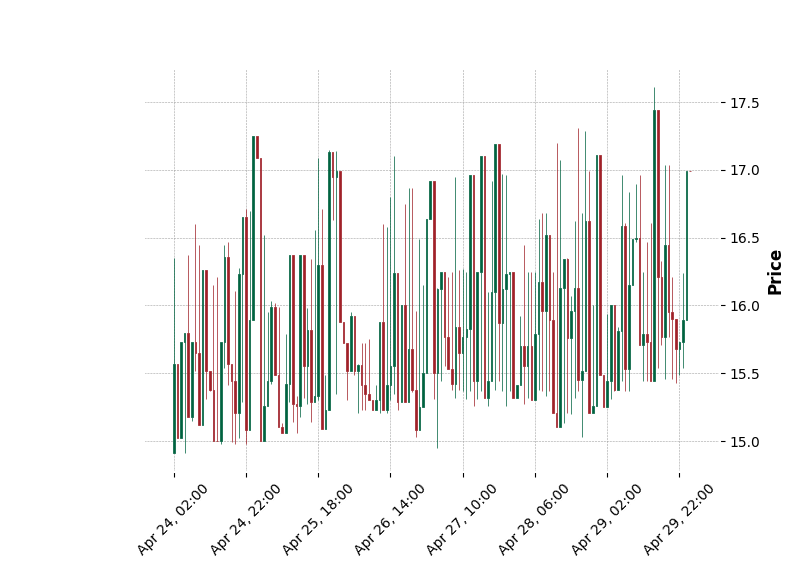 17.5
17.0
16.5
16.0
15.5
15.0
Price
Apr 24, 02:00
Apr 24, 22:00
Apr 25, 18:00
Apr 26, 14:00
Apr 27, 10:00
Apr 28, 06:00
Apr 29, 02:00
Apr 29, 22:00